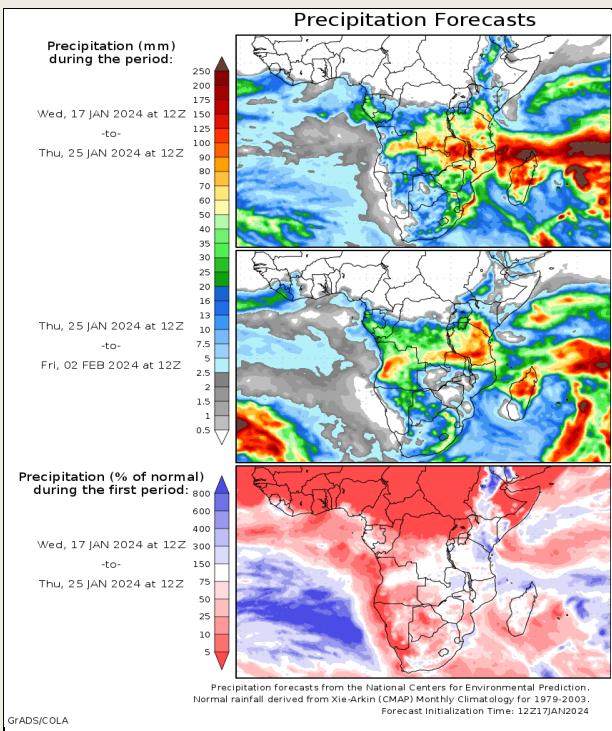 Precipitation Forecasts
Precipitation (mm)
during the period:
Wed, 17 JAN 2024 at 12Z
-to-
Thu, 25 JAN 2024 at 12Z
250
200
175
150
125
100
90
80
70
60
50
40
35
30
25
20
16
13
10
7.5
5
2.5
2
1.5
1
0.5
Thu, 25 JAN 2024 at 12Z
-to-
Fri, 02 FEB 2024 at 12Z
Precipitation (% of normal)
during the first period:
Wed, 17 JAN 2024 at 12Z
-to-
Thu, 25 JAN 2024 at 12Z
800
600
400
300
150
75
50
25
10
5
Precipitation forecasts from the National Centers for Environmental Prediction.
Normal rainfall derived from Xie-Arkin (CMAP) Monthly Climatology for 1979-2003.
Forecast Initialization Time: 12Z17JAN2024
GrADS/COLA